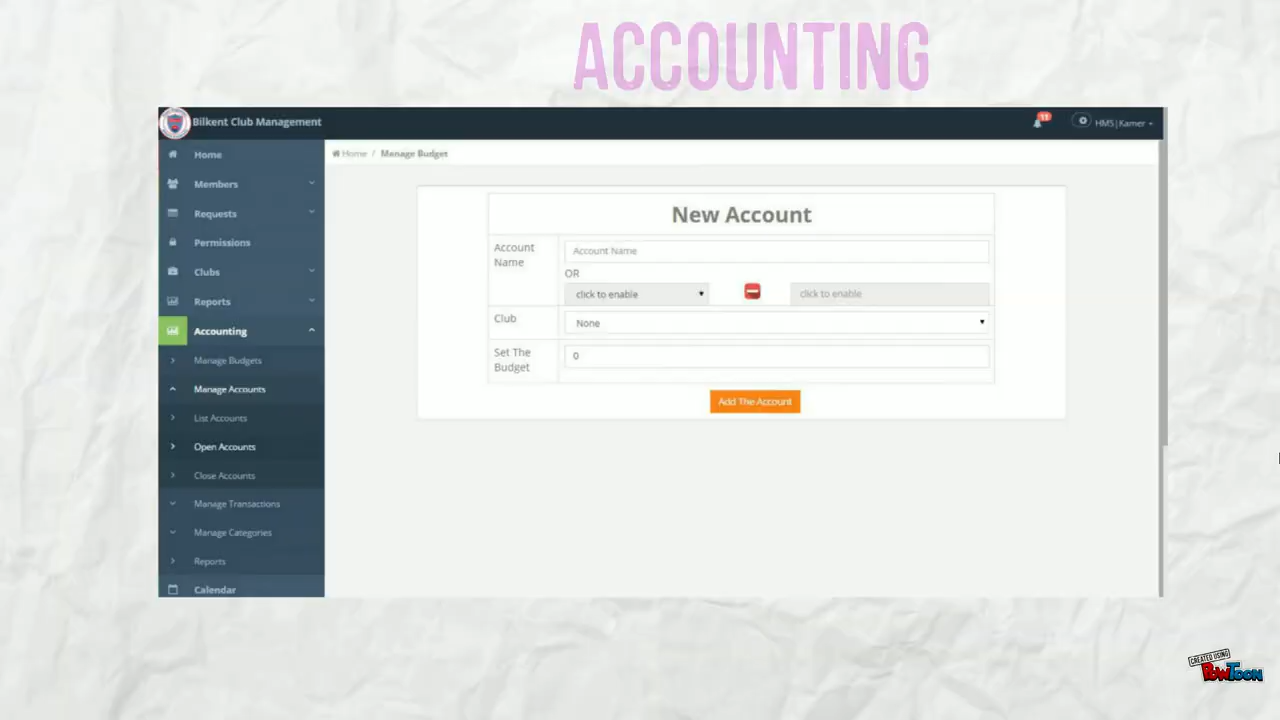 ACCOUNTING
Bilkent Club Management
HMS|Kamer
Home
Members
Requests
Permissions
Clubs
Reports
Accounting
Manage Budgets
Manage Accounts
List Accounts
Open Accounts
Close Accounts
Manage Transactions
Manage Categories
Reports
Calendar
Home / Manage Budget
New Account
Account Name
Account Name
OR
click to enable
click to enable
Club
None
Set The Budget
0
Add The Account
CREATED USING
POWTOON